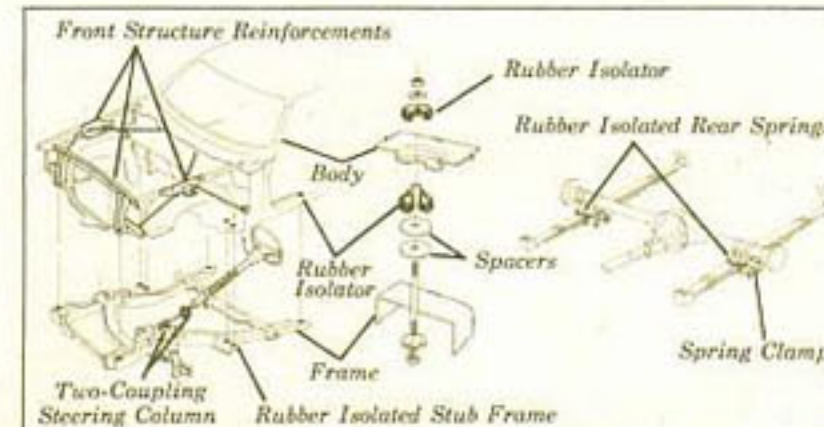 Front Structure Reinforcements
Rubber Isolator
Rubber Isolated Rear Springs
Body
Rubber
Isolator
Spacers
Frame
Spring Clamp
Two-Coupling
Steering Column
Rubber Isolated Stub Frame